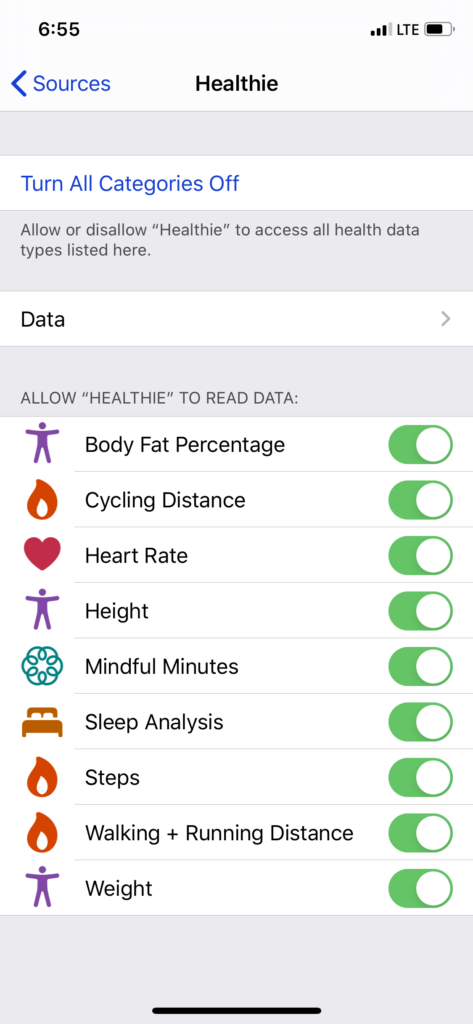 6:55
LTE
Sources
Healthie
Turn All Categories Off
Allow or disallow “Healthie” to access all health data
types listed here.
Data
ALLOW “HEALTHIE” TO READ DATA:
Body Fat Percentage
Cycling Distance
Heart Rate
Height
Mindful Minutes
Sleep Analysis
Steps
Walking + Running Distance
Weight